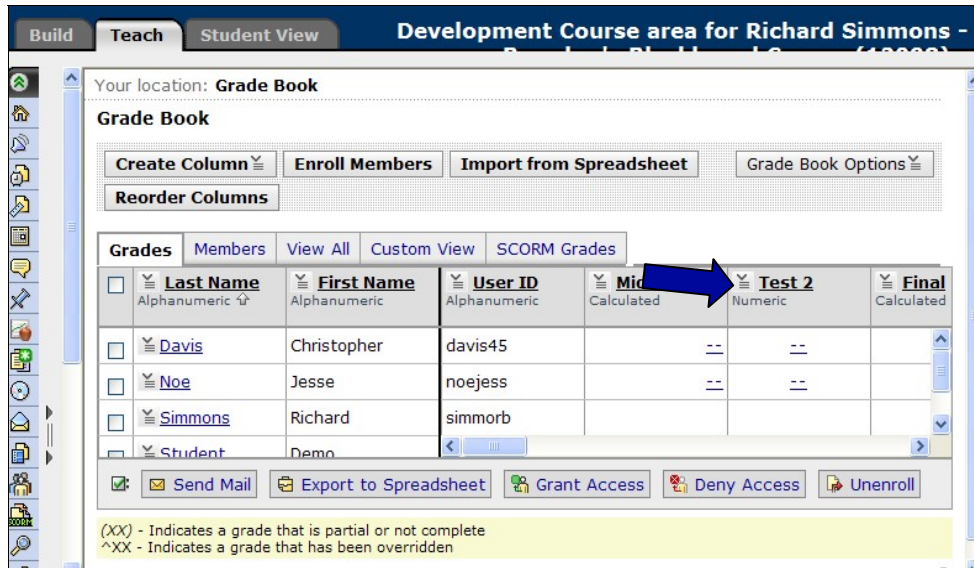 Build Teach Student View Development Course area for Richard Simmons -
Your location: Grade Book
Grade Book
Create Column Enroll Members Import from Spreadsheet Grade Book Options
Reorder Columns
Grades Members View All Custom View SCORM Grades
Last Name First Name User ID Test 2 Final
Alphanumeric Alphanumeric Alphanumeric Calculated Numeric Calculated
Davis Christopher davis45 -- --
Noe Jesse noejess -- --
Simmons Richard simmorb
Student Demo
Send Mail Export to Spreadsheet Grant Access Deny Access Unenroll
(XX) - Indicates a grade that is partial or not complete
^XX - Indicates a grade that has been overridden
SCORM